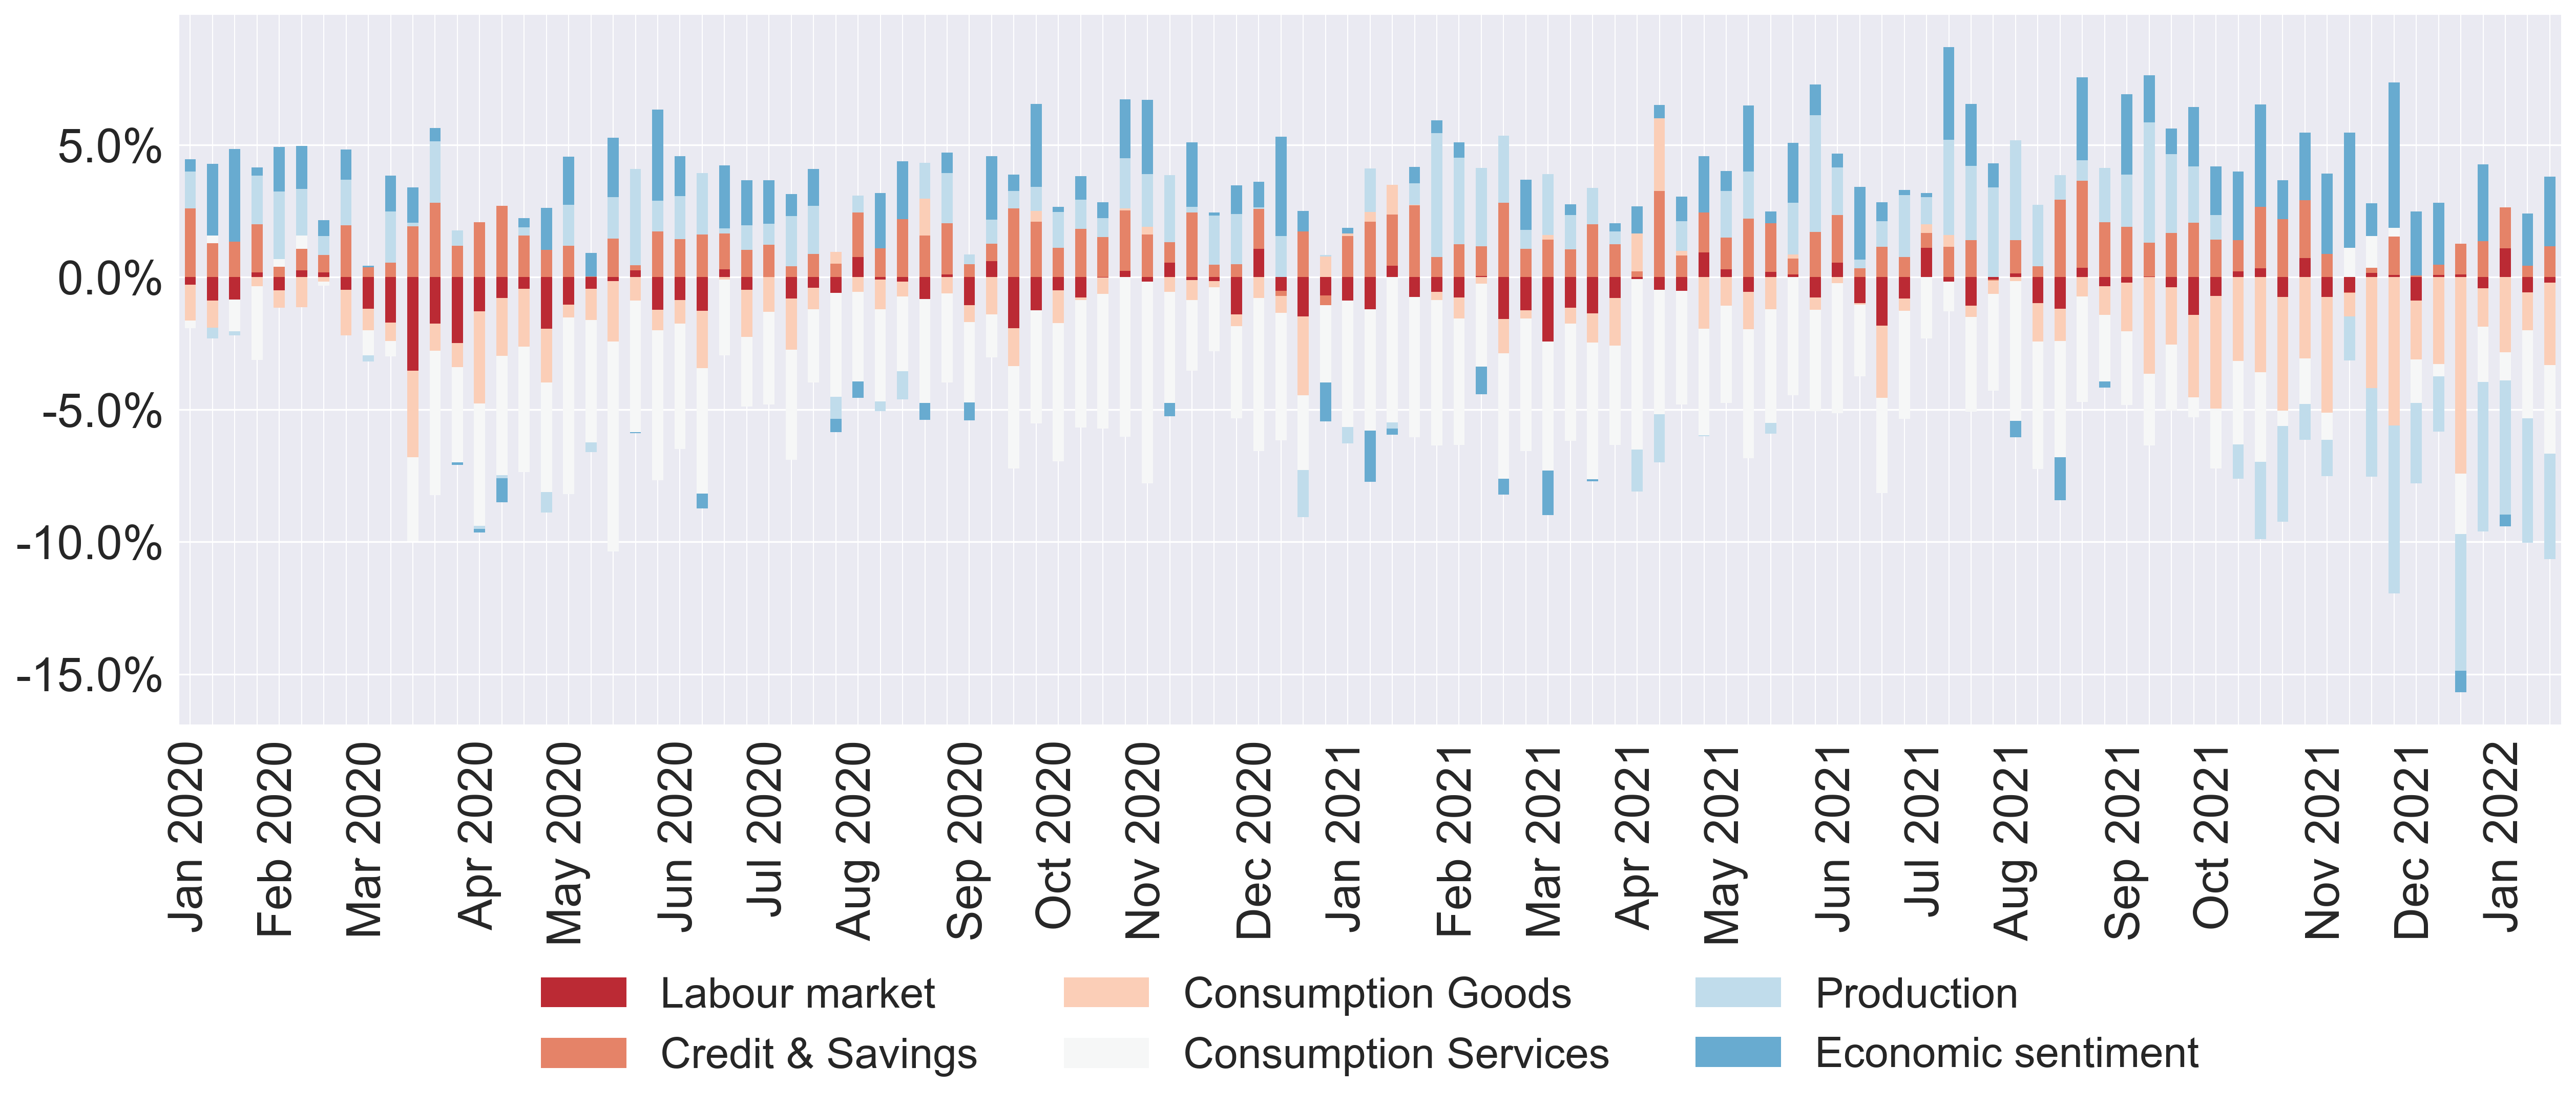 5.0%
0.0%
-5.0%
-10.0%
-15.0%
Jan 2020
Feb 2020
Mar 2020
Apr 2020
May 2020
Jun 2020
Jul 2020
Aug 2020
Sep 2020
Oct 2020
Nov 2020
Dec 2020
Jan 2021
Feb 2021
Mar 2021
Apr 2021
May 2021
Jun 2021
Jul 2021
Aug 2021
Sep 2021
Oct 2021
Nov 2021
Dec 2021
Jan 2022
Labour market
Credit & Savings
Consumption Goods
Consumption Services
Production
Economic sentiment